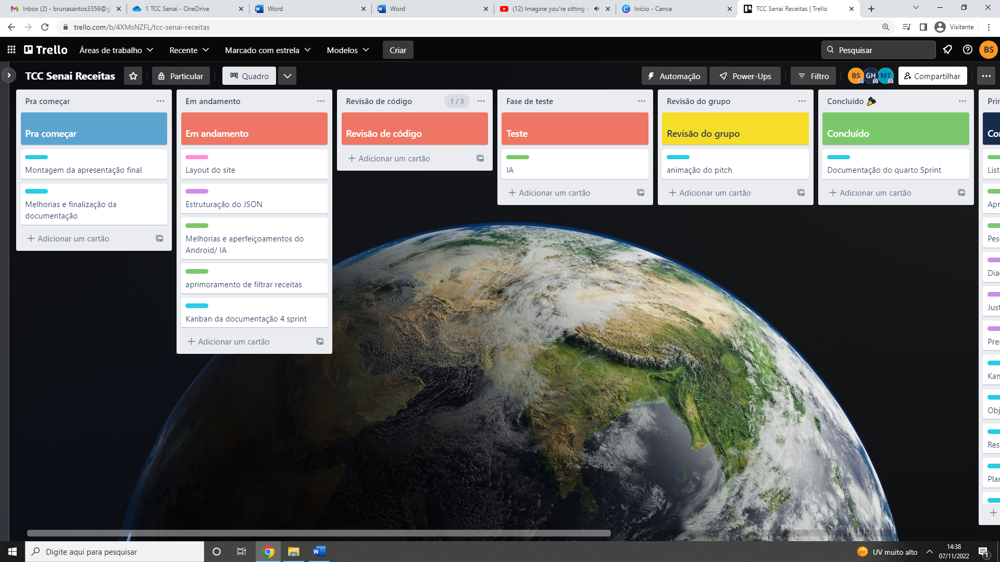 Inbox (2) - brunasantos3356@g
1 TCC Senai - OneDrive
Word
Word
(12) Imagine you're sitting i
Início - Canva
TCC Senai Receitas | Trello
trello.com/b/4XMsNZFL/tcc-senai-receitas
Visitante
Trello
Áreas de trabalho
Recente
Marcado com estrela
Modelos
Criar
Pesquisar
BS
TCC Senai Receitas
Particular
Quadro
Automação
Power-Ups
Filtro
BS
GH
MT
Compartilhar
Pra começar
Pra começar
Montagem da apresentação final
Melhorias e finalização da
documentação
Adicionar um cartão
Em andamento
Em andamento
Layout do site
Estruturação do JSON
Melhorias e aperfeiçoamentos do
Android/ IA
aprimoramento de filtrar receitas
Kanban da documentação 4 sprint
Adicionar um cartão
Revisão de código
1 / 3
Revisão de código
Adicionar um cartão
Fase de teste
Teste
IA
Adicionar um cartão
Revisão do grupo
Revisão do grupo
animação do pitch
Adicionar um cartão
Concluído
Concluído
Documentação do quarto Sprint
Adicionar um cartão
Prin
Co
List
Apr
Pes
Dia
Just
Prer
Kan
Obj
Res
Plan
Digite aqui para pesquisar
UV
UV muito alto
14:38
07/11/2022
1